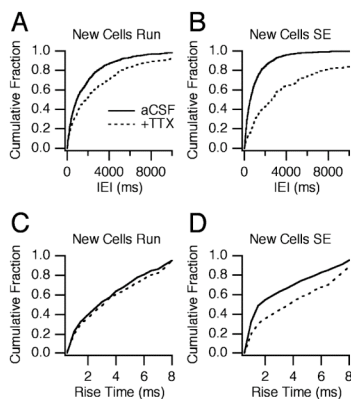 A
New Cells Run
Cumulative Fraction
1.0
0.8
0.6
0.4
0.2
0.0
aCSF
+TTX
0 4000 8000
IEI (ms)
B
New Cells SE
Cumulative Fraction
1.0
0.8
0.6
0.4
0.2
0.0
0 4000 8000
IEI (ms)
C
New Cells Run
Cumulative Fraction
1.0
0.8
0.6
0.4
0.2
0.0
2 4 6 8
Rise Time (ms)
D
New Cells SE
Cumulative Fraction
1.0
0.8
0.6
0.4
0.2
0.0
2 4 6 8
Rise Time (ms)